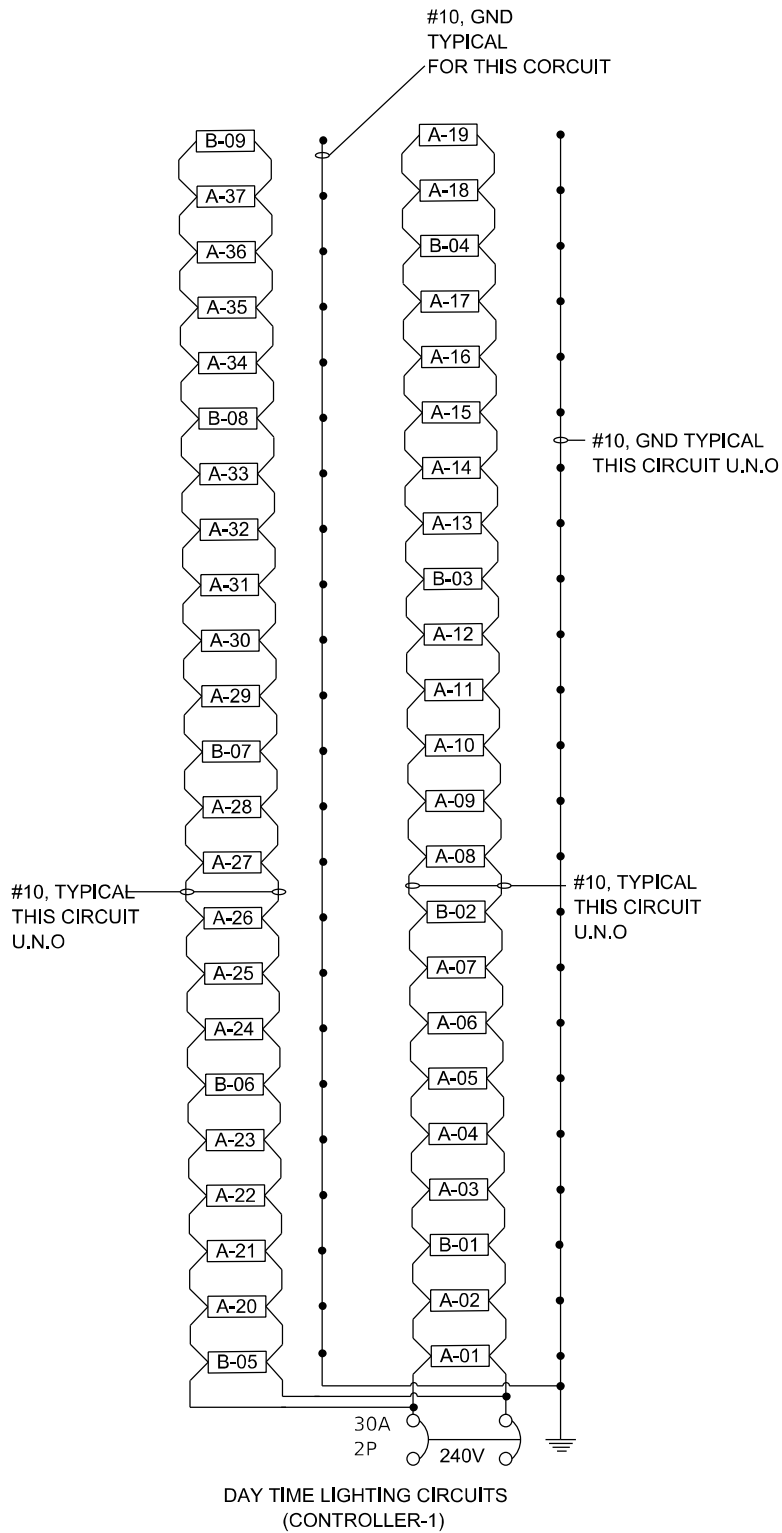 #10, GND
TYPICAL
FOR THIS CORCUIT
B-09
A-37
A-36
A-35
A-34
B-08
A-33
A-32
A-31
A-30
A-29
B-07
A-28
A-27
A-26
A-25
A-24
B-06
A-23
A-22
A-21
A-20
B-05
#10, TYPICAL
THIS CIRCUIT
U.N.O
A-19
A-18
B-04
A-17
A-16
A-15
A-14
A-13
B-03
A-12
A-11
A-10
A-09
A-08
B-02
A-07
A-06
A-05
A-04
A-03
B-01
A-02
A-01
#10, GND TYPICAL
THIS CIRCUIT U.N.O
#10, TYPICAL
THIS CIRCUIT
U.N.O
30A
2P
240V
DAY TIME LIGHTING CIRCUITS
(CONTROLLER-1)